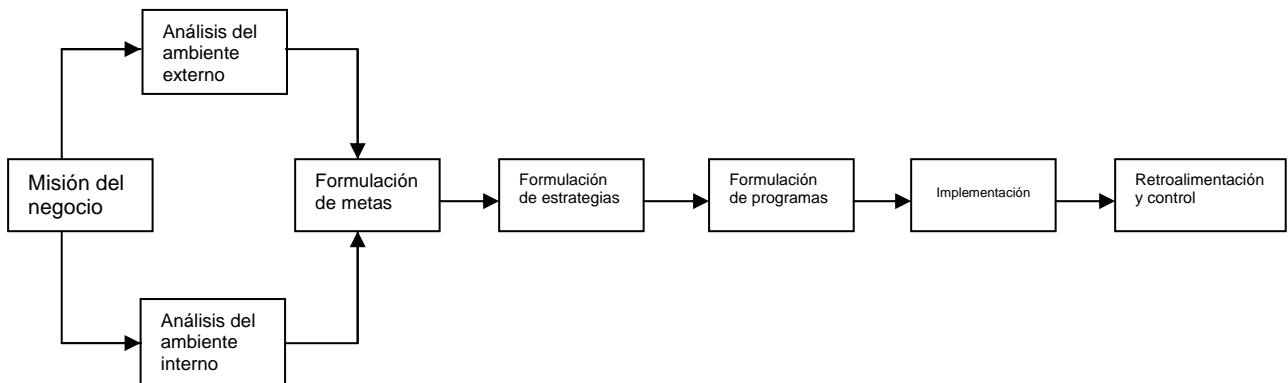 Análisis del
ambiente
externo
Misión del
negocio
Formulación
de metas
Formulación
de estrategias
Formulación
de programas
Implementación
Retroalimentación
y control
Análisis del
ambiente
interno